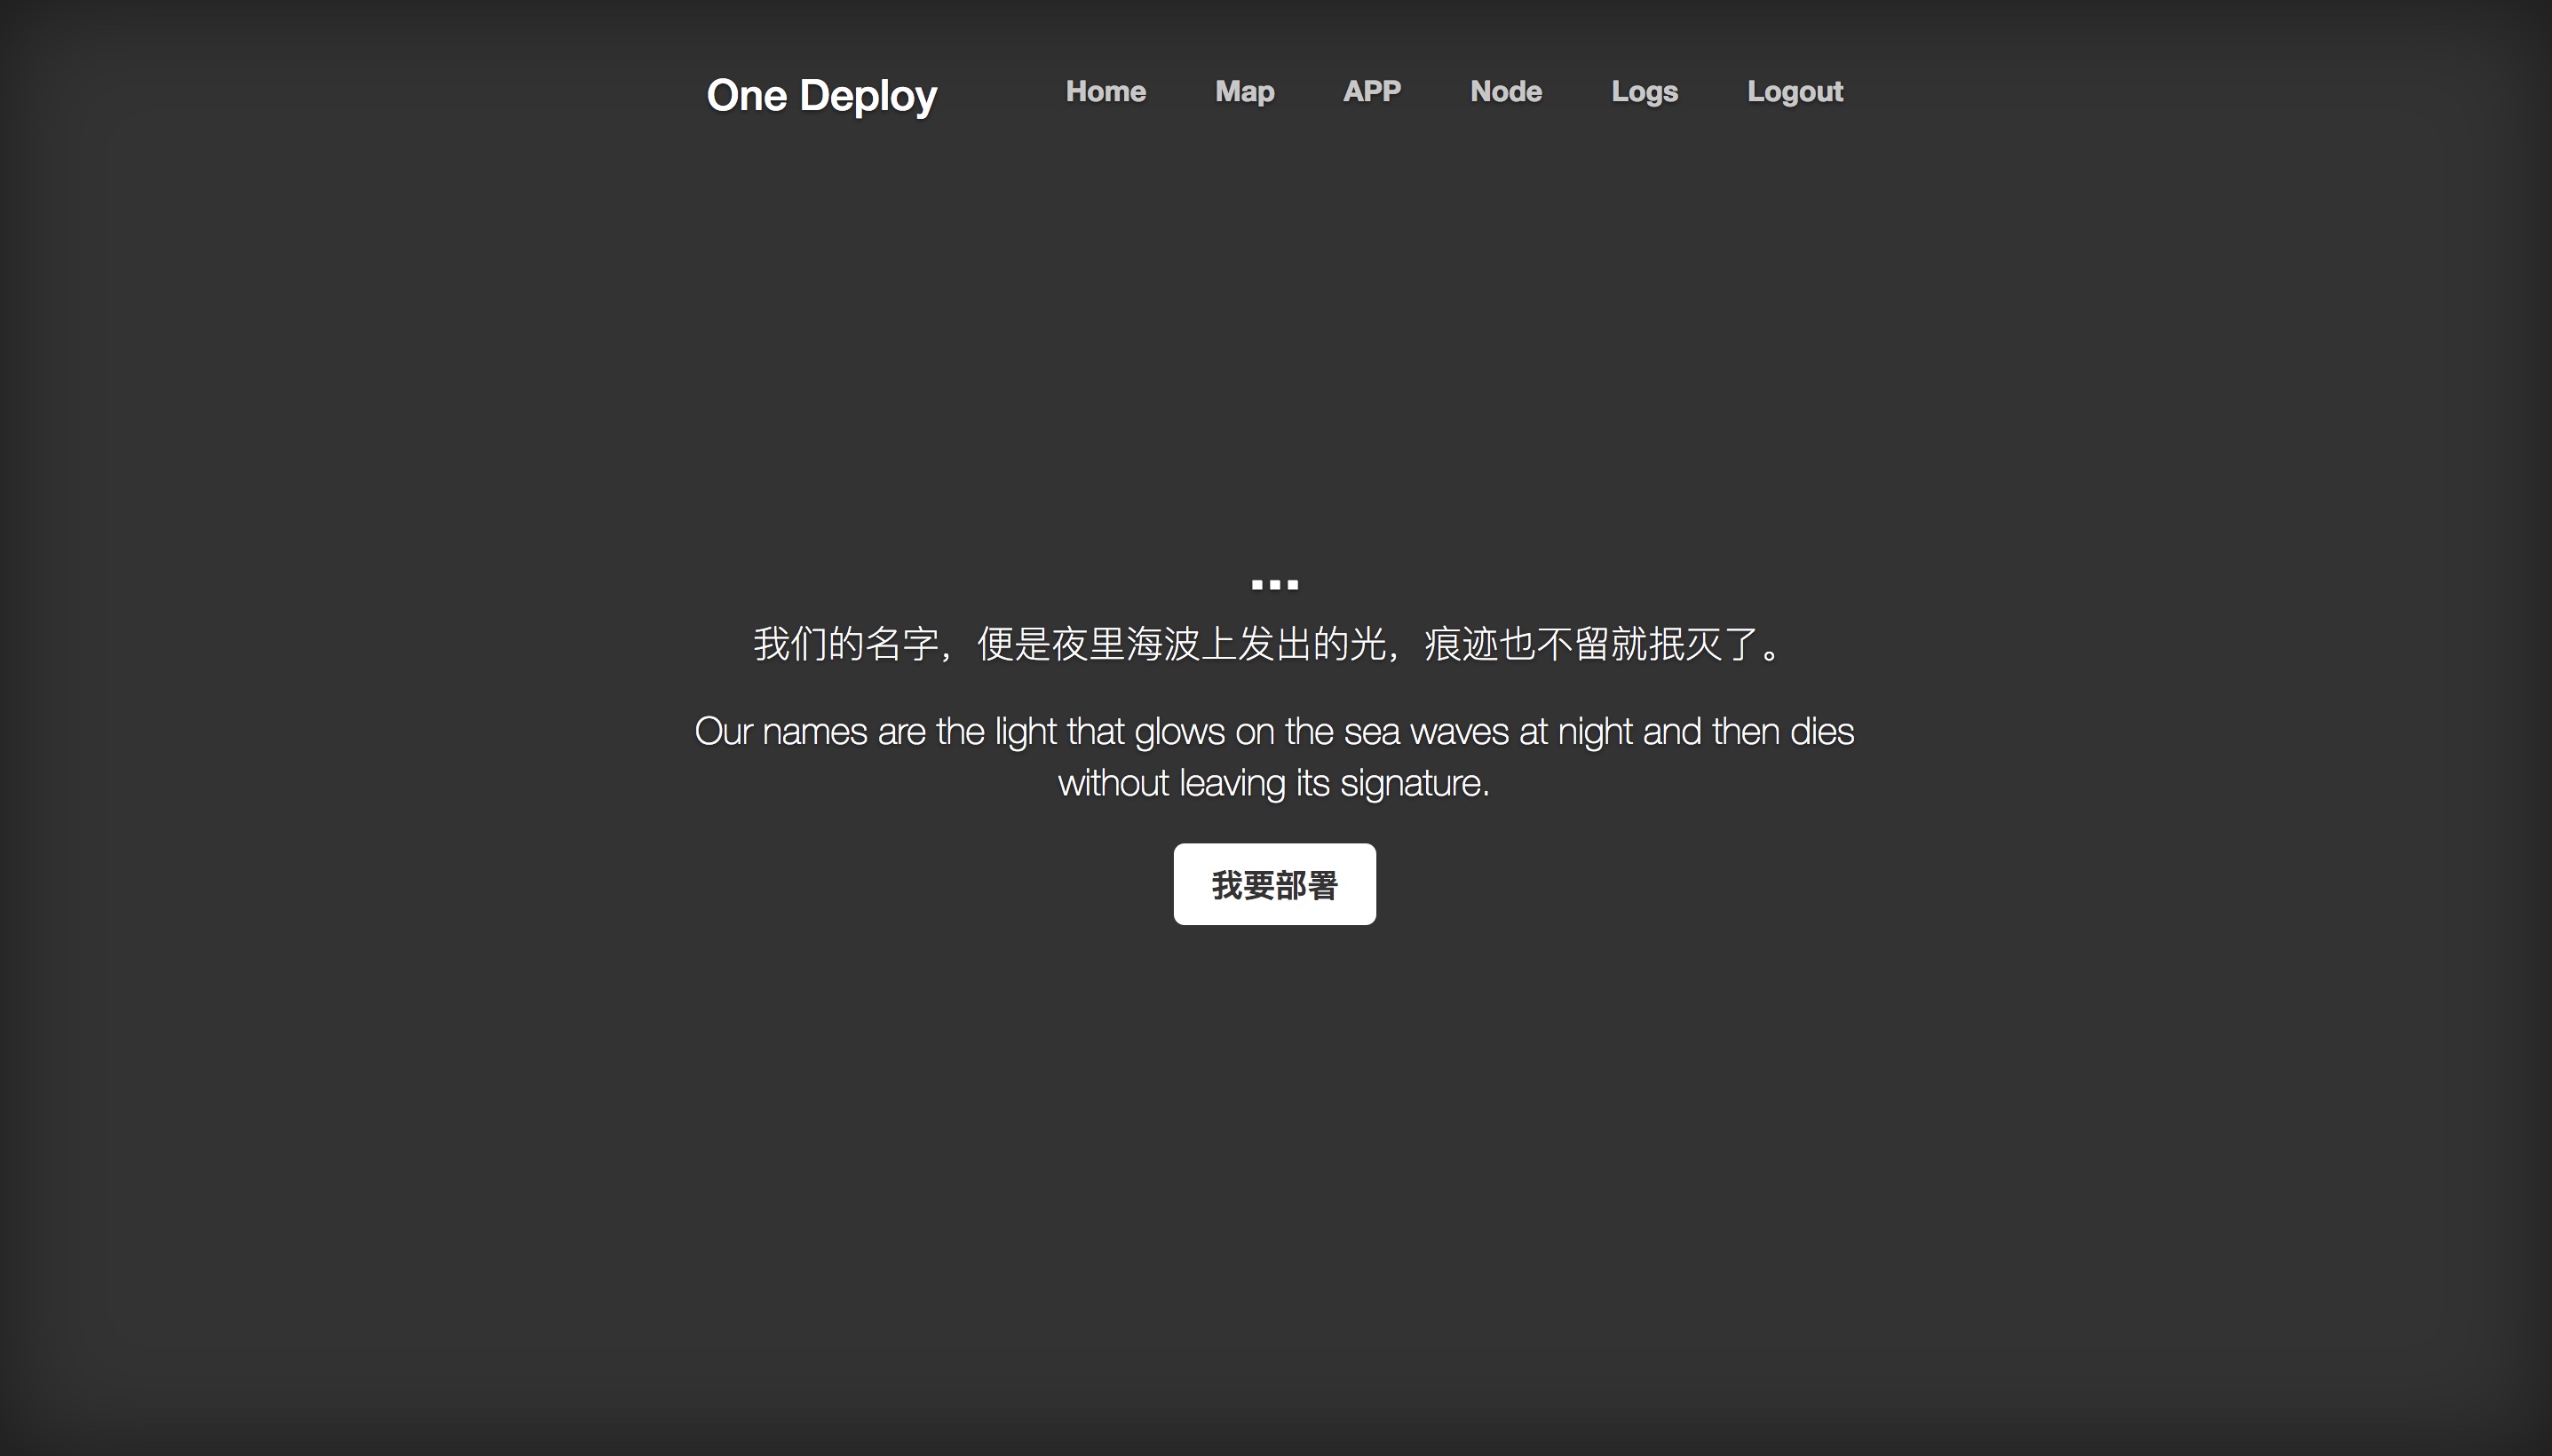 One Deploy
Home Map APP Node Logs Logout
...
我们的名字，便是夜里海波上发出的光，痕迹也不留就抿灭了。
Our names are the light that glows on the sea waves at night and then dies
without leaving its signature.
我要部署